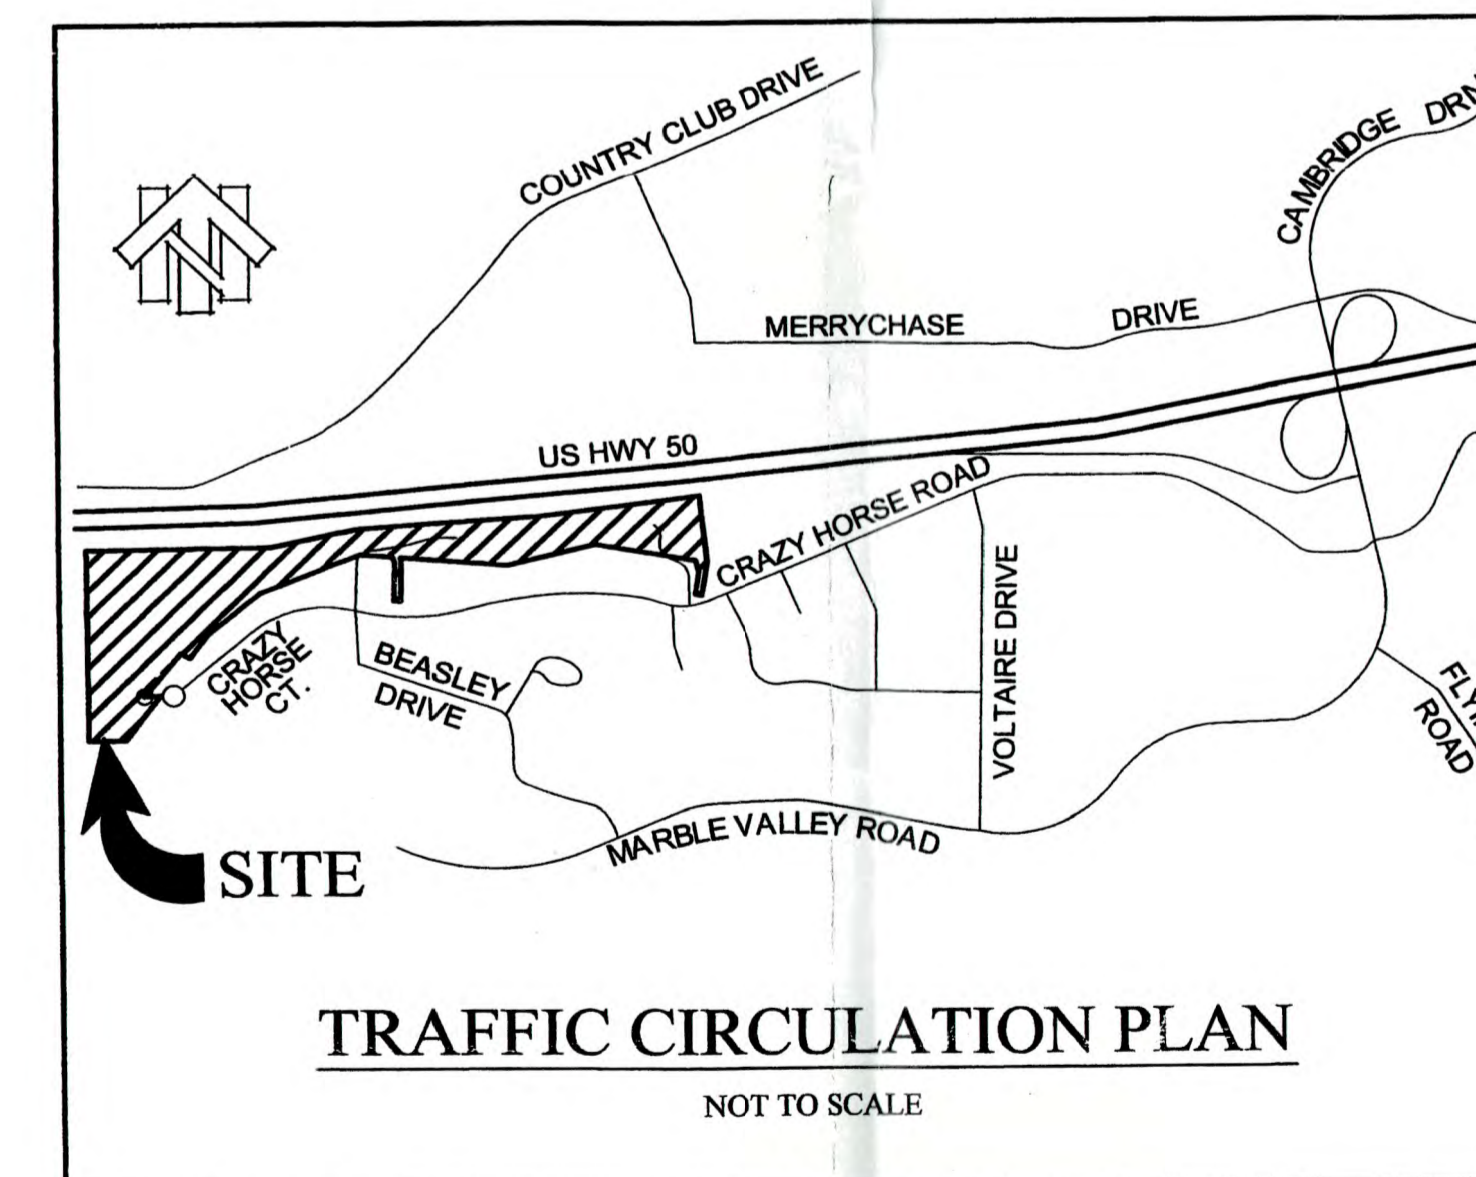 COUNTRY CLUB DRIVE
CAMBRIDGE
N
MERRYCHASE DRIVE
US HWY 50
CRAZY HORSE ROAD
VOLTAIRE DRIVE
CRAZY
HORSE
CT.
BEASLEY
DRIVE
ROAD
MARBLE VALLEY ROAD
SITE
TRAFFIC CIRCULATION PLAN
NOT TO SCALE